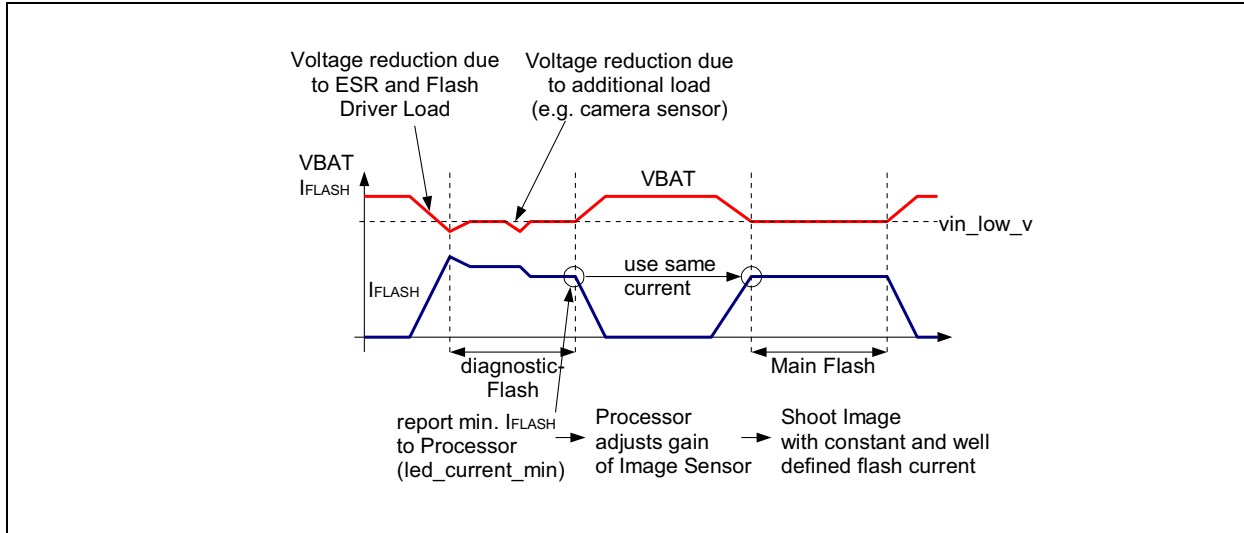 Voltage reduction due
to ESR and Flash
Driver Load
Voltage reduction due
to additional load
(e.g. camera sensor)
VBAT
IFLASH
VBAT
vin_low_v
IFLASH
use same
current
diagnostic-
Flash
Main Flash
report min. IFLASH
to Processor
(led_current_min)
Processor
adjusts gain
of Image Sensor
Shoot Image
with constant and well
defined flash current